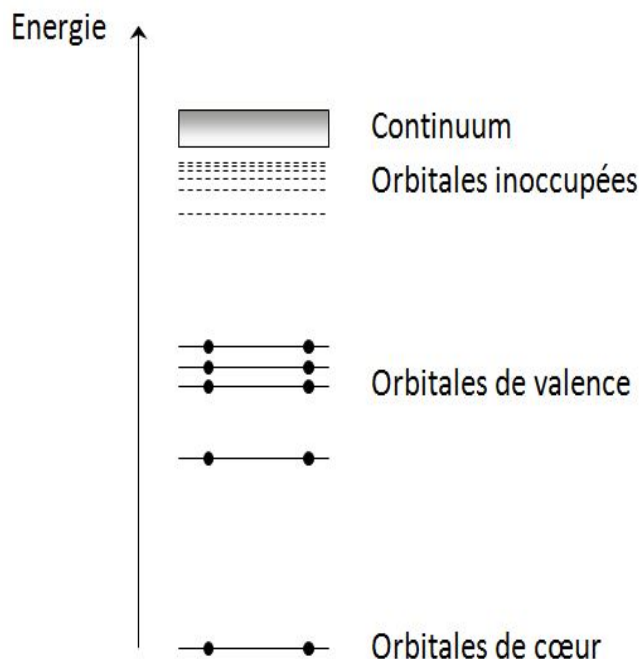 Energie
Continuum
Orbitales inoccupées
Orbitales de valence
Orbitales de cœur